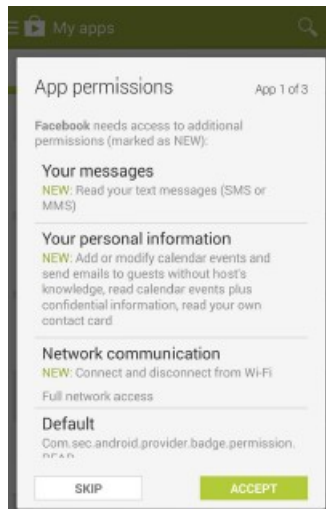 My apps
App permissions
App 1 of 3
Facebook needs access to additional
permissions (marked as NEW):
Your messages
NEW: Read your text messages (SMS or
MMS)
Your personal information
NEW: Add or modify calendar events and
send emails to guests without host's
knowledge, read calendar events plus
confidential information, read your own
contact card
Network communication
NEW: Connect and disconnect from Wi-Fi
Full network access
Default
Com.sec.android.provider.badge.permission.
READ
SKIP
ACCEPT